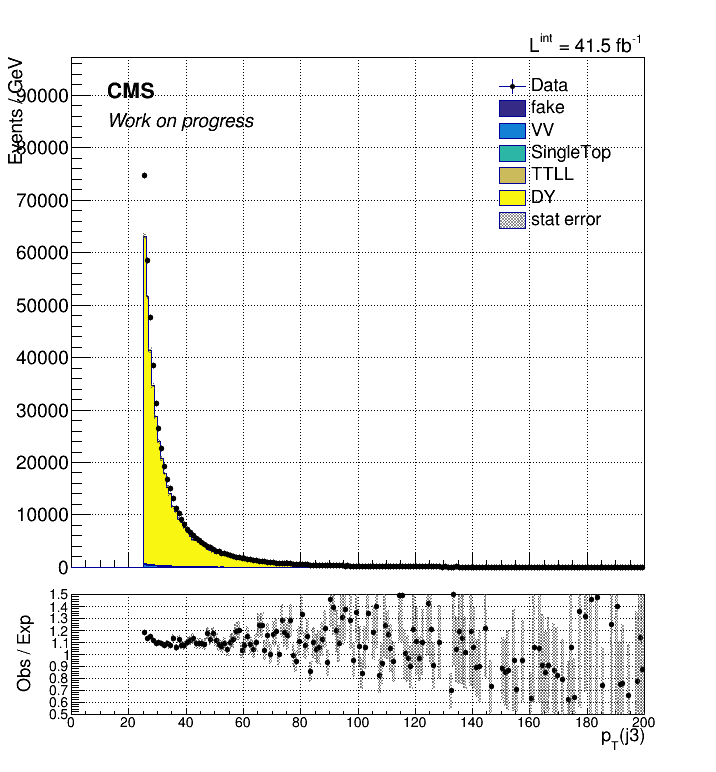 L^int = 41.5 fb^-1
Events / GeV
CMS
Work on progress
Data
fake
VV
SingleTop
TTLL
DY
stat error
90000
80000
70000
60000
50000
40000
30000
20000
10000
0
Obs / Exp
1.5
1.4
1.3
1.2
1.1
1
0.9
0.8
0.7
0.6
0.5
0 20 40 60 80 100 120 140 160 180 200
p_T(j3)